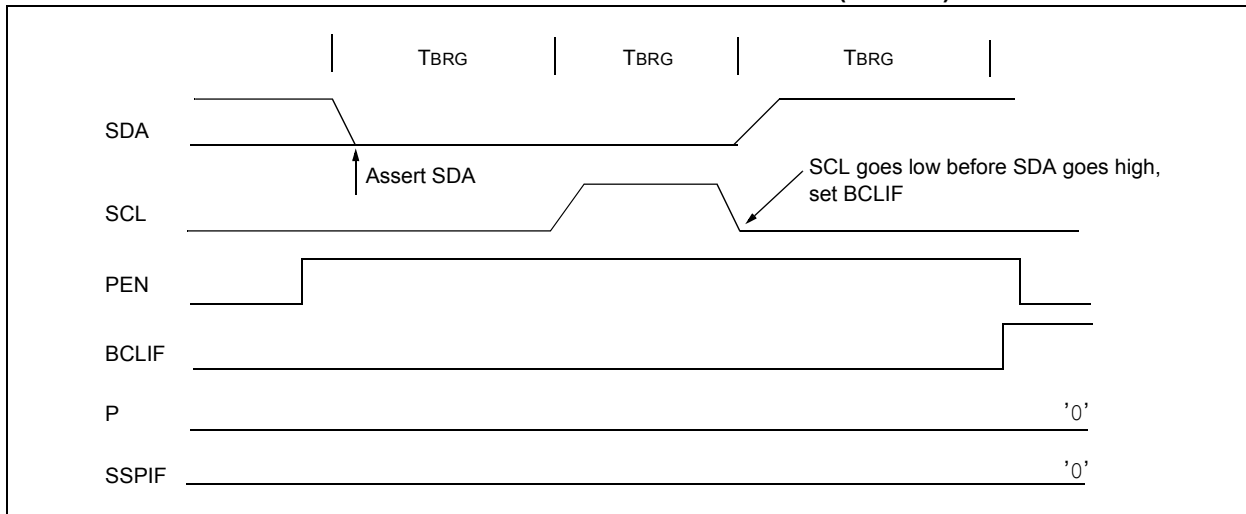 TBRG TBRG TBRG
SDA
Assert SDA
SCL goes low before SDA goes high,
set BCLIF
SCL
PEN
BCLIF
P '0'
SSPIF '0'